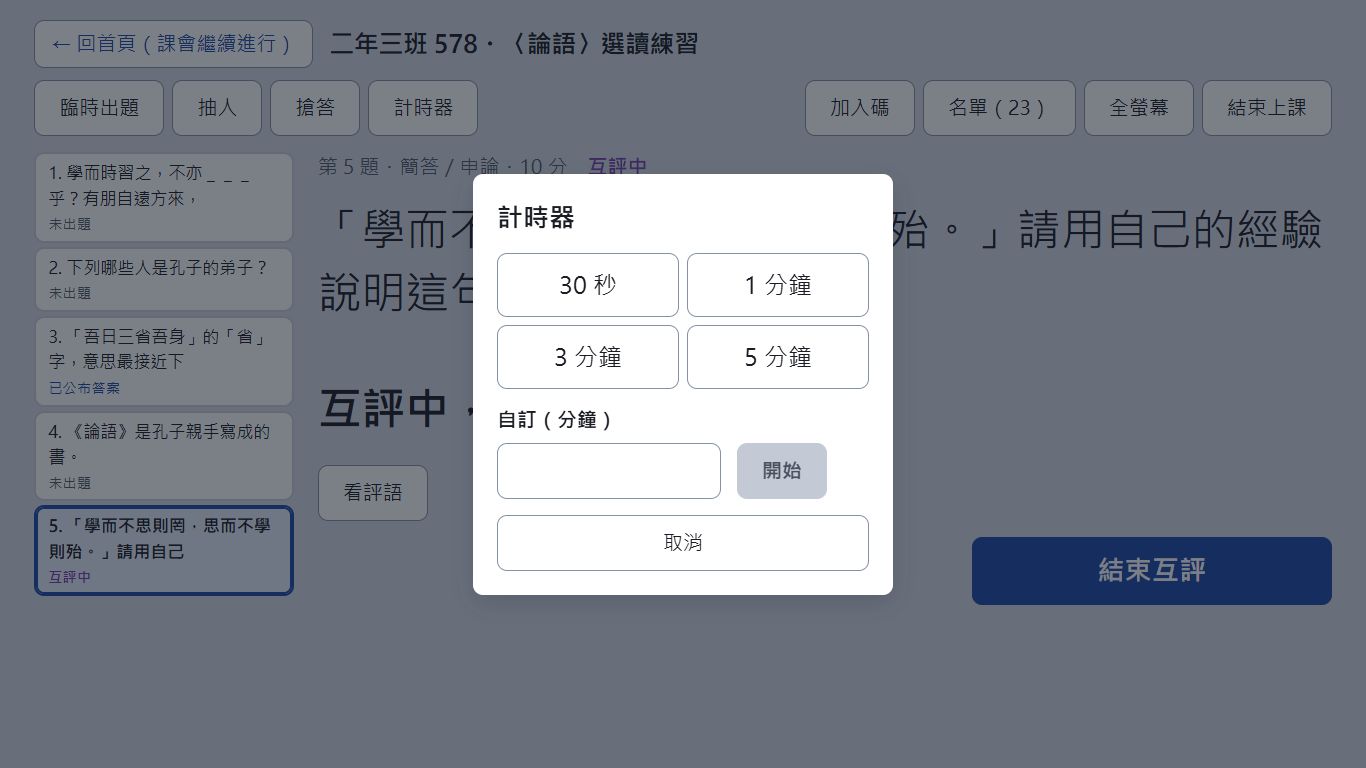 ← 回首頁（課會繼續進行）
二年三班 578．〈論語〉選讀練習
臨時出題
抽人
搶答
計時器
加入碼
名單（23）
全螢幕
結束上課
1. 學而時習之，不亦＿＿＿
乎？有朋自遠方來，
未出題
2. 下列哪些人是孔子的弟子？
未出題
3.「吾日三省吾身」的「省」
字，意思最接近下
已公布答案
4.《論語》是孔子親手寫成的
書。
未出題
5.「學而不思則罔，思而不學
則殆。」請用自己
互評中
第 5 題 · 簡答 / 申論 · 10 分 互評中
「學而不
殆。」請用自己的經驗
說明這句
互評中，
看評語
結束互評
計時器
30 秒
1 分鐘
3 分鐘
5 分鐘
自訂（分鐘）
開始
取消